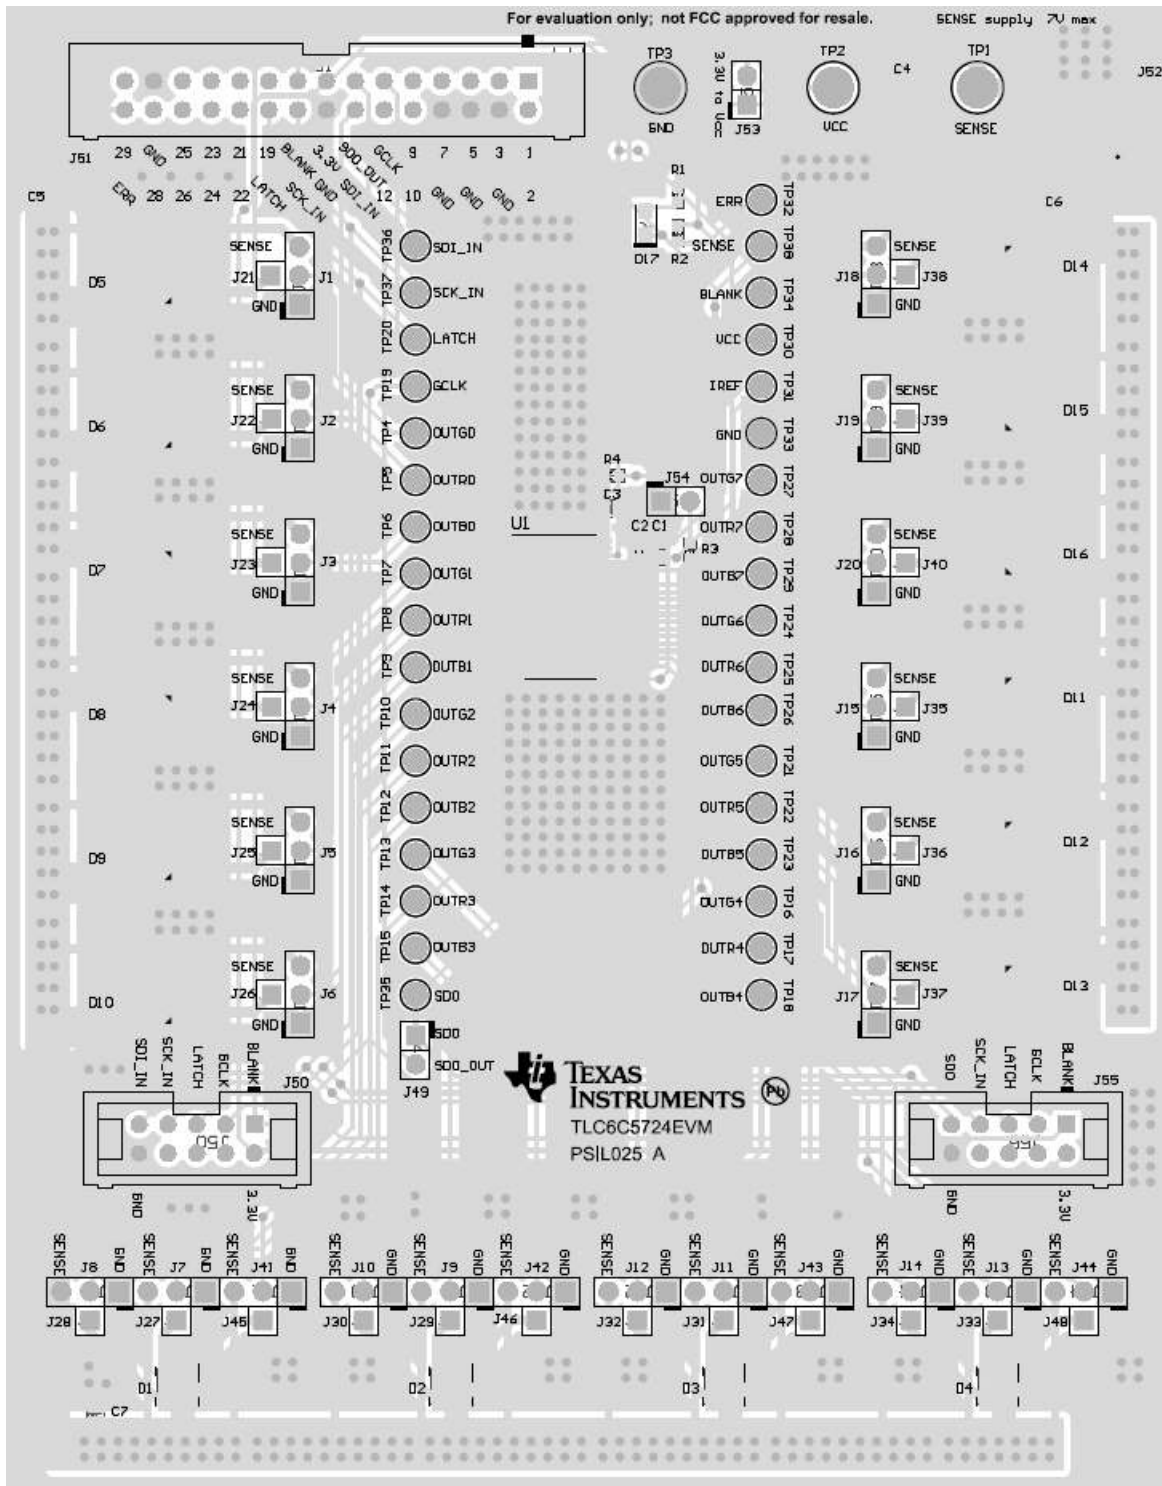 For evaluation only; not FCC approved for resale.
SENSE supply 7V max
TP3
GND
3.3V to VCC
J53
TP2
VCC
C4
TP1
SENSE
J52
J51
29 GND 25 23 21 19 BLANK 3.3V SDO_OUT GCLK 9 7 5 3 1
ERR 28 26 24 22 LATCH SCK_IN GND SDI_IN 12 10 GND GND GND 2
C5
C6
R1
D17 R2
TP36 SDI_IN
TP37 SCK_IN
TP20 LATCH
TP19 GCLK
TP4 OUTG0
TP5 OUTR0
TP6 OUTB0
TP7 OUTG1
TP8 OUTR1
TP9 OUTB1
TP10 OUTG2
TP11 OUTR2
TP12 OUTB2
TP13 OUTG3
TP14 OUTR3
TP15 OUTB3
TP35 SDO
SDO
SDO_OUT
J49
ERR TP32
SENSE TP38
BLANK TP34
VCC TP30
IREF TP31
GND TP33
OUTG7 TP27
OUTR7 TP28
OUTB7 TP29
OUTG6 TP24
OUTR6 TP25
OUTB6 TP26
OUTG5 TP21
OUTR5 TP22
OUTB5 TP23
OUTG4 TP16
OUTR4 TP17
OUTB4 TP18
R4
C3
J54
U1
C2 C1
R3
D5
SENSE
J21 J1
GND
D6
SENSE
J22 J2
GND
D7
SENSE
J23 J3
GND
D8
SENSE
J24 J4
GND
D9
SENSE
J25 J5
GND
D10
SENSE
J26 J6
GND
SENSE
J18 J38
GND
D14
SENSE
J19 J39
GND
D15
SENSE
J20 J40
GND
D16
SENSE
J15 J35
GND
D11
SENSE
J16 J36
GND
D12
SENSE
J17 J37
GND
D13
SDI_IN SCK_IN LATCH GCLK BLANK
J50
J50
GND 3.3V
TEXAS
INSTRUMENTS
Pb
TLC6C5724EVM
PSIL025 A
SDO SCK_IN LATCH GCLK BLANK
J55
J55
GND 3.3V
SENSE J8 GND SENSE J7 GND SENSE J41 GND
J28 J27 J45
SENSE J10 GND SENSE J9 GND SENSE J42 GND
J30 J29 J46
SENSE J12 GND SENSE J11 GND SENSE J43 GND
J32 J31 J47
SENSE J14 GND SENSE J13 GND SENSE J44 GND
J34 J33 J48
D1
D2
D3
D4
C7